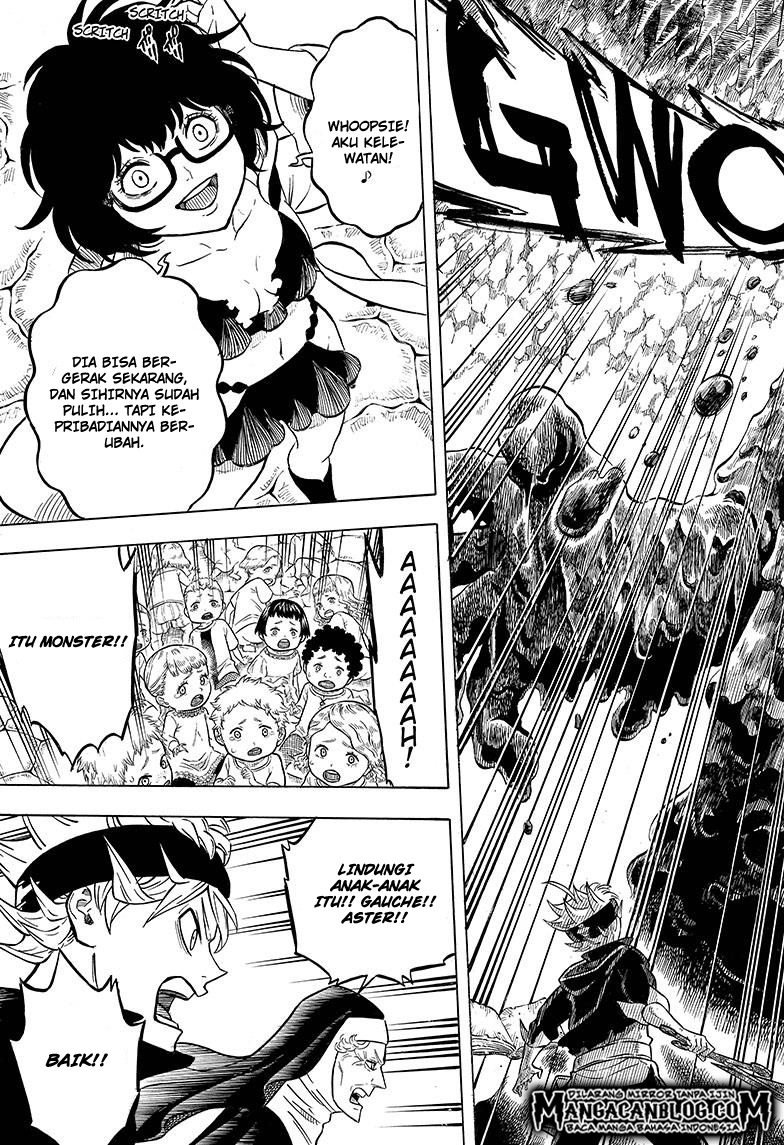 GWO
SCRITCH
SCRITCH
WHOOPSIE!
AKU KELE-
WATAN!
♪
DIA BISA BER-
GERAK SEKARANG,
DAN SIHIRNYA SUDAH
PULIH... TAPI KE-
PRIBADIANNYA BER-
UBAH.
AAAAAAAAH!
ITU MONSTER!!
LINDUNGI
ANAK-ANAK
ITU!! GAUCHE!!
ASTER!!
BAIK!!
DILARANG MIRROR TANPA IJIN
MANGACANBLOG.COM
BACA MANGA BAHASA INDONESIA